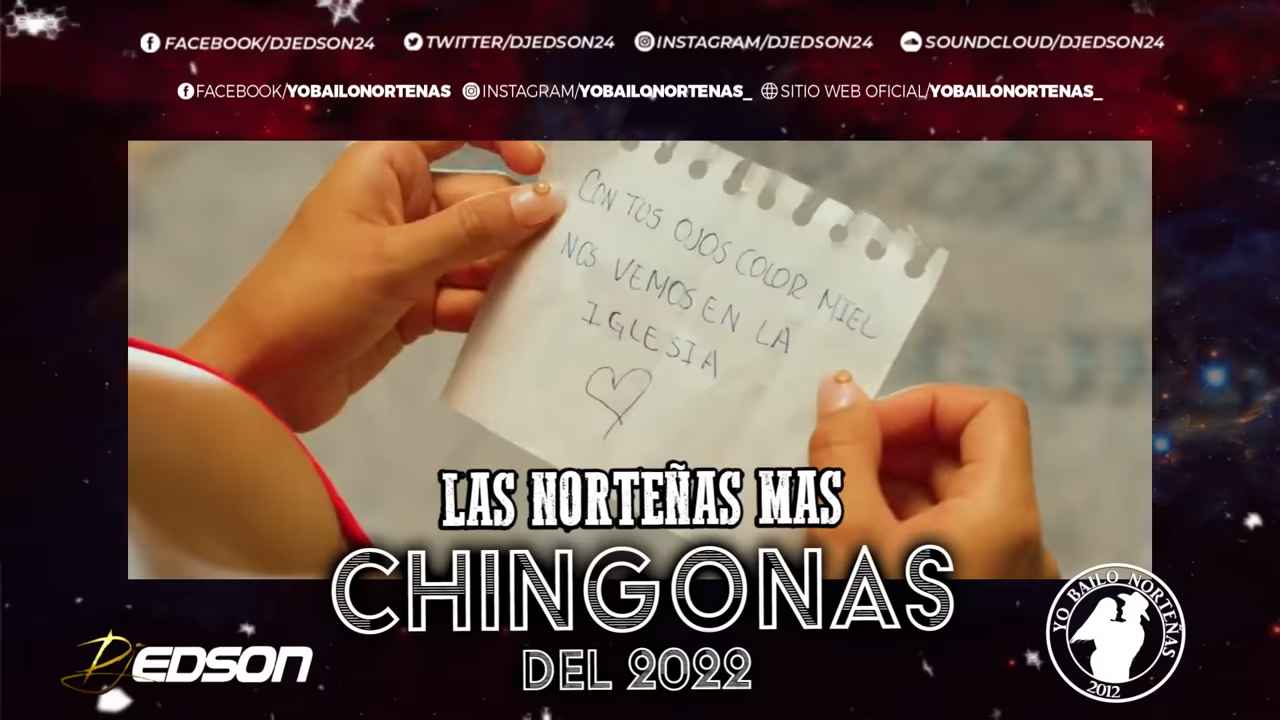 FACEBOOK/DJEDSON24 TWITTER/DJEDSON24 INSTAGRAM/DJEDSON24 SOUNDCLOUD/DJEDSON24
FACEBOOK/YOBAILONORTENAS INSTAGRAM/YOBAILONORTENAS_ SITIO WEB OFICIAL/YOBAILONORTENAS_
CON TUS OJOS COLOR MIEL
NOS VEMOS EN LA
IGLESIA
LAS NORTEÑAS MAS
CHINGONAS
DEL 2022
Dj EDSON
YO BAILO NORTEÑAS
2012